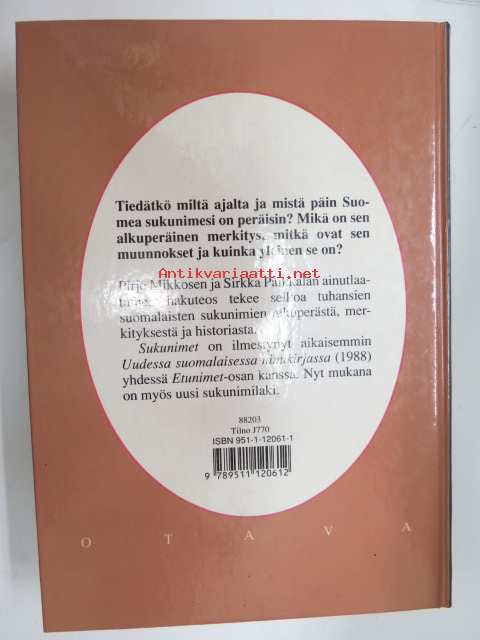 Tiedätkö miltä ajalta ja mistä päin Suo-
mea sukunimesi on peräisin? Mikä on sen
alkuperäinen merkitys, mitkä ovat sen
muunnokset ja kuinka yleinen se on?
Antikvariaatti.net
Pirjo Mikkosen ja Sirkka Paikkalan ainutlaa-
tuinen hakuteos tekee selkoa tuhansien
suomalaisten sukunimien alkuperästä, mer-
kityksestä ja historiasta.
Sukunimet on ilmestynyt aikaisemmin
Uudessa suomalaisessa nimikirjassa (1988)
yhdessä Etunimet-osan kanssa. Nyt mukana
on myös uusi sukunimilaki.
88203
Tilno J770
ISBN 951-1-12061-1
9 789511 120612
OTAVA